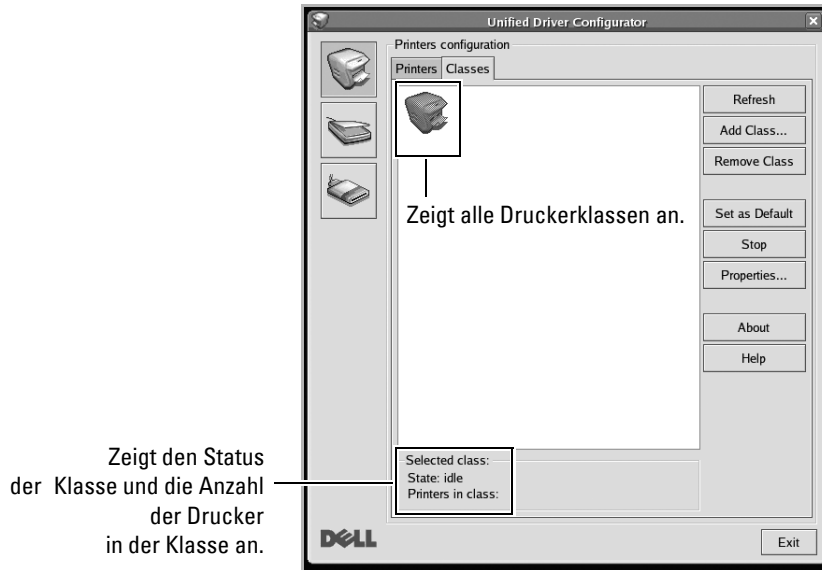 Unified Driver Configurator
Printers configuration
Printers Classes
Refresh
Add Class...
Remove Class
Zeigt alle Druckerklassen an.
Set as Default
Stop
Properties...
About
Help
Zeigt den Status
der Klasse und die Anzahl
der Drucker
in der Klasse an.
Selected class:
State: idle
Printers in class:
DELL
Exit